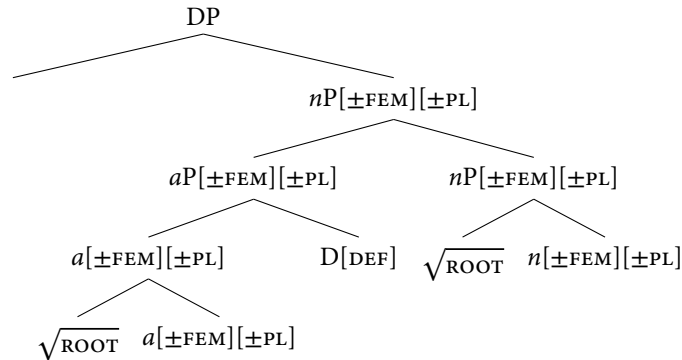 DP
nP[±FEM][±PL]
aP[±FEM][±PL] nP[±FEM][±PL]
a[±FEM][±PL] D[DEF] √ROOT n[±FEM][±PL]
√ROOT a[±FEM][±PL]